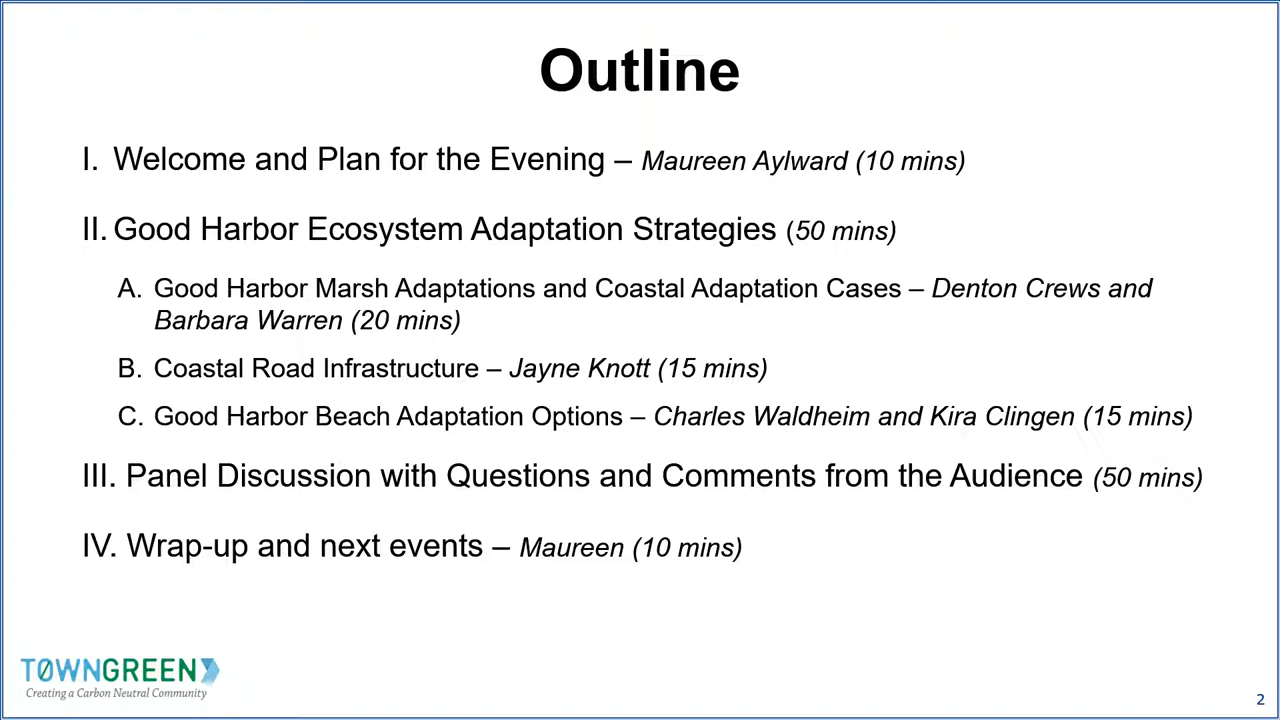 Outline
I. Welcome and Plan for the Evening – Maureen Aylward (10 mins)
II. Good Harbor Ecosystem Adaptation Strategies (50 mins)
A. Good Harbor Marsh Adaptations and Coastal Adaptation Cases – Denton Crews and
Barbara Warren (20 mins)
B. Coastal Road Infrastructure – Jayne Knott (15 mins)
C. Good Harbor Beach Adaptation Options – Charles Waldheim and Kira Clingen (15 mins)
III. Panel Discussion with Questions and Comments from the Audience (50 mins)
IV. Wrap-up and next events – Maureen (10 mins)
TOWNGREEN
Creating a Carbon Neutral Community
2